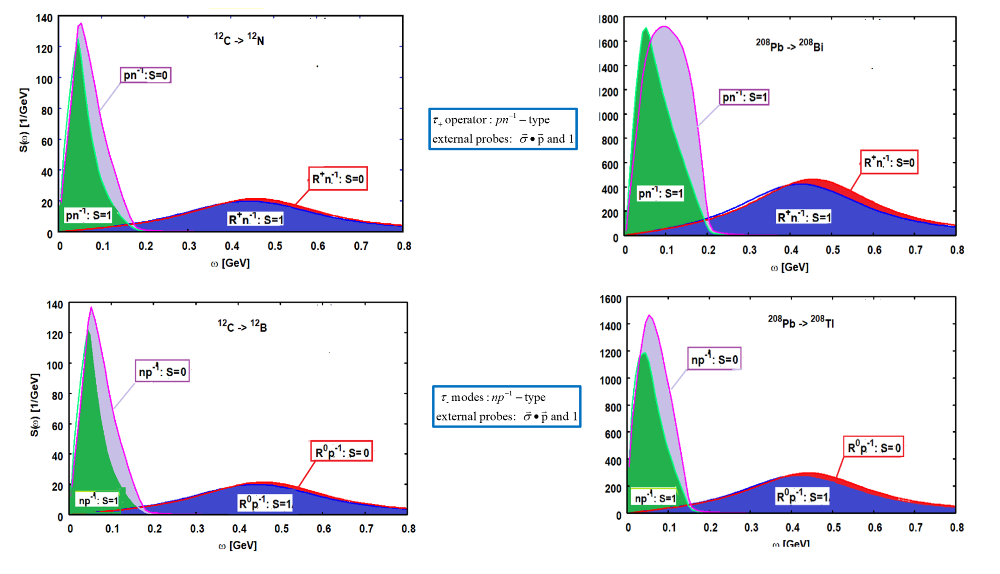 140
120
100
80
60
40
20
0
S(ω) [1/GeV]
¹²C -> ¹²N
pn⁻¹:S=0
R⁺n⁻¹: S=0
pn⁻¹: S=1
R⁺n⁻¹: S=1
0 0.1 0.2 0.3 0.4 0.5 0.6 0.7 0.8
ω [GeV]
τ₊ operator : pn⁻¹ − type
external probes: σ⃗ • p⃗ and 1
1800
1600
1400
1200
1000
800
600
400
200
0
²⁰⁸Pb -> ²⁰⁸Bi
pn⁻¹: S=1
R⁺n⁻¹: S=0
pn⁻¹: S=1
R⁺n⁻¹: S=1
0 0.1 0.2 0.3 0.4 0.5 0.6 0.7 0.8
ω [GeV]
140
120
100
80
60
40
20
0
S(ω) [1/GeV]
¹²C -> ¹²B
np⁻¹: S=0
R⁰p⁻¹: S=0
np⁻¹: S=1
R⁰p⁻¹: S=1
0 0.1 0.2 0.3 0.4 0.5 0.6 0.7 0.8
ω [GeV]
τ₋ modes : np⁻¹ − type
external probes: σ⃗ • p⃗ and 1
1600
1400
1200
1000
800
600
400
200
0
²⁰⁸Pb -> ²⁰⁸Tl
np⁻¹: S=0
R⁰p⁻¹: S=0
np⁻¹: S=1
R⁰p⁻¹: S=1
0 0.1 0.2 0.3 0.4 0.5 0.6 0.7 0.8
ω [GeV]